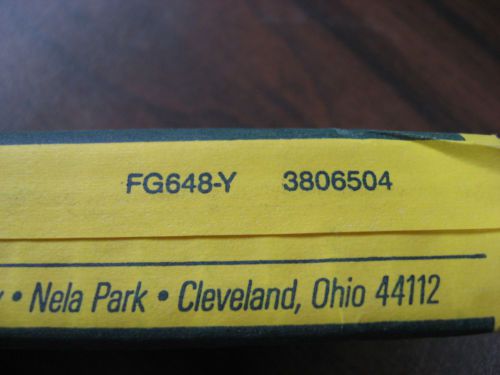 FG648-Y 3806504
• Nela Park • Cleveland, Ohio 44112